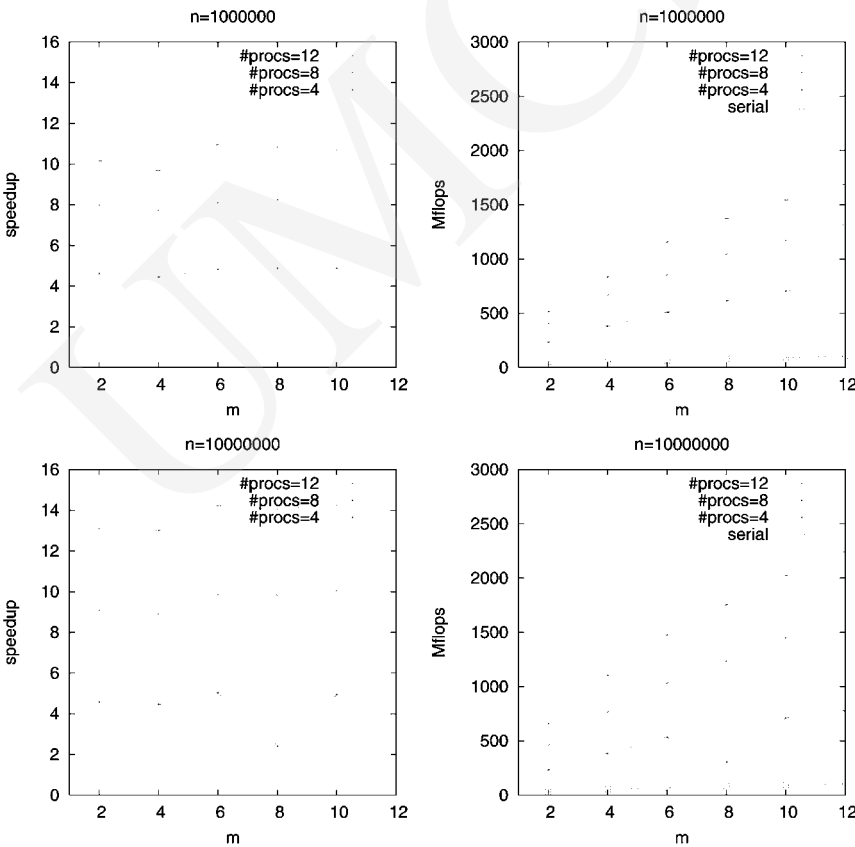 n=1000000
16
14
12
10
8
6
4
2
0
speedup
#procs=12
#procs=8
#procs=4
2 4 6 8 10 12
m
n=1000000
3000
2500
2000
1500
1000
500
0
Mflops
#procs=12
#procs=8
#procs=4
serial
2 4 6 8 10 12
m
n=10000000
16
14
12
10
8
6
4
2
0
speedup
#procs=12
#procs=8
#procs=4
2 4 6 8 10 12
m
n=10000000
3000
2500
2000
1500
1000
500
0
Mflops
#procs=12
#procs=8
#procs=4
serial
2 4 6 8 10 12
m
UMC